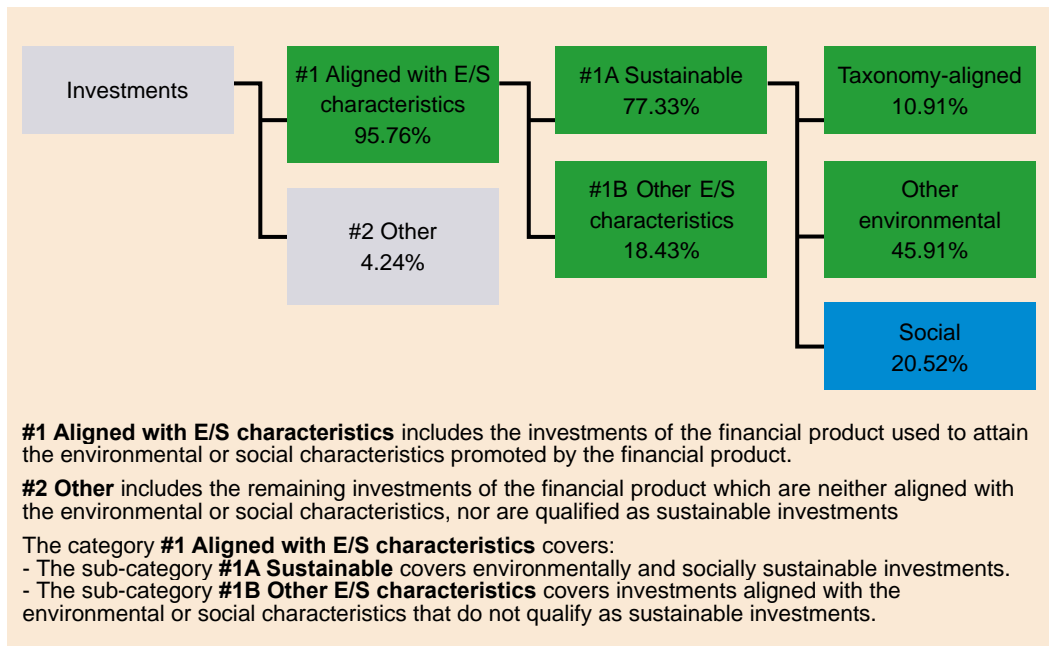 Investments
#1 Aligned with E/S
characteristics
95.76%
#2 Other
4.24%
#1A Sustainable
77.33%
#1B Other E/S
characteristics
18.43%
Taxonomy-aligned
10.91%
Other
environmental
45.91%
Social
20.52%
#1 Aligned with E/S characteristics includes the investments of the financial product used to attain
the environmental or social characteristics promoted by the financial product.
#2 Other includes the remaining investments of the financial product which are neither aligned with
the environmental or social characteristics, nor are qualified as sustainable investments
The category #1 Aligned with E/S characteristics covers:
- The sub-category #1A Sustainable covers environmentally and socially sustainable investments.
- The sub-category #1B Other E/S characteristics covers investments aligned with the
environmental or social characteristics that do not qualify as sustainable investments.